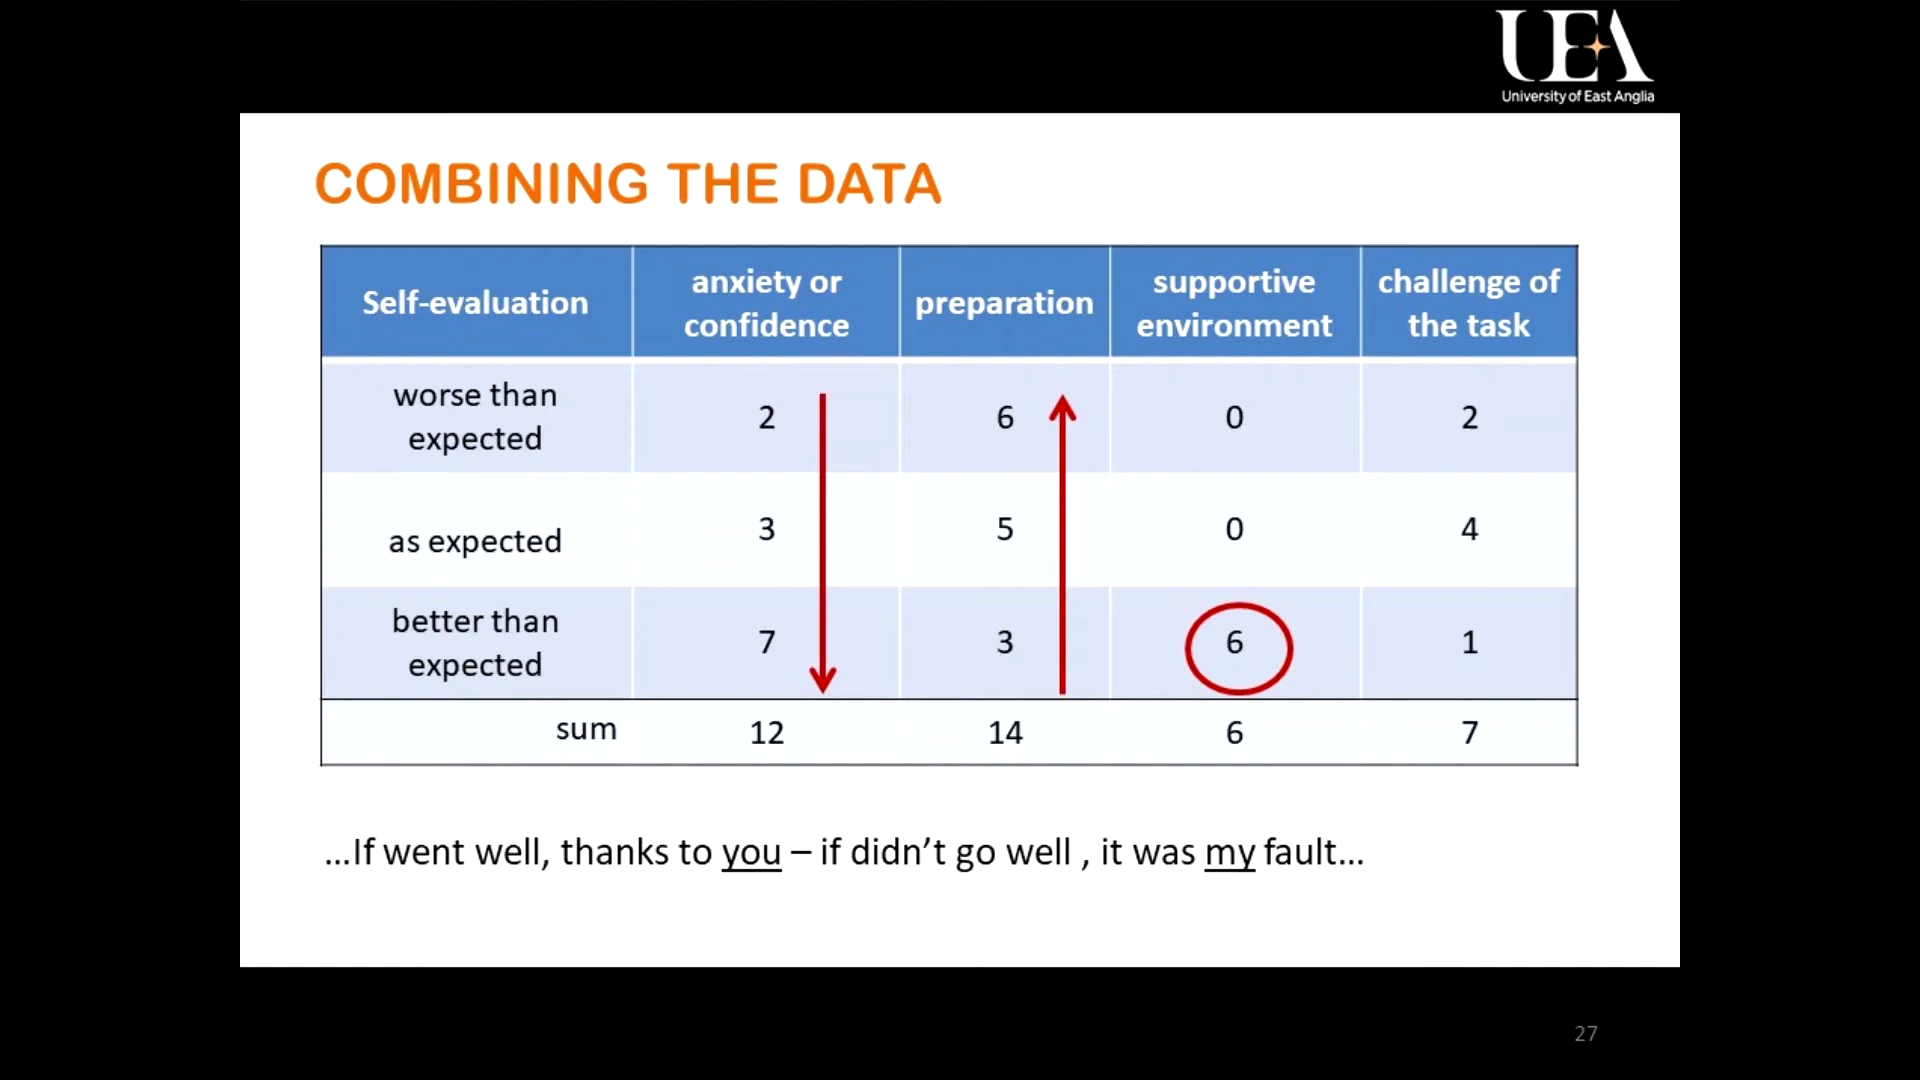 UEA
University of East Anglia
COMBINING THE DATA
Self-evaluation
anxiety or
confidence
preparation
supportive
environment
challenge of
the task
worse than
expected
2
6
0
2
as expected
3
5
0
4
better than
expected
7
3
6
1
sum
12
14
6
7
...If went well, thanks to you – if didn’t go well , it was my fault...
27